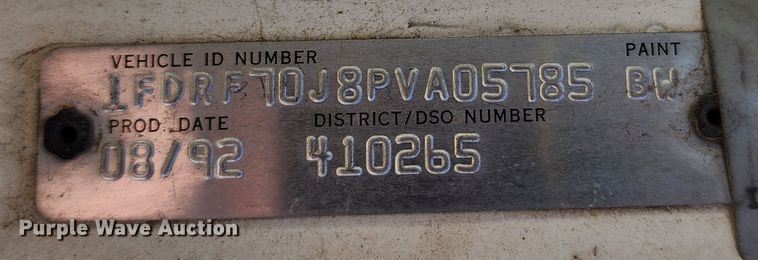 VEHICLE ID NUMBER PAINT
1FDRF70J8PVA05785 BW
PROD. DATE DISTRICT/DSO NUMBER
08/92 410265
Purple Wave Auction